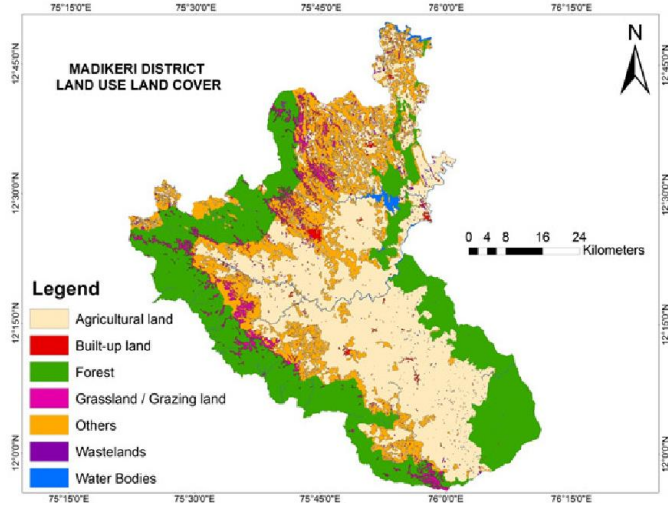 75°15'0"E 75°30'0"E 75°45'0"E 76°0'0"E 76°15'0"E
MADIKERI DISTRICT
LAND USE LAND COVER
N
12°45'0"N 12°45'0"N
12°30'0"N 12°30'0"N
0 4 8 16 24
Kilometers
Legend
12°15'0"N 12°15'0"N
Agricultural land
Built-up land
Forest
Grassland / Grazing land
Others
Wastelands
Water Bodies
12°0'0"N 12°0'0"N
75°15'0"E 75°30'0"E 75°45'0"E 76°0'0"E 76°15'0"E